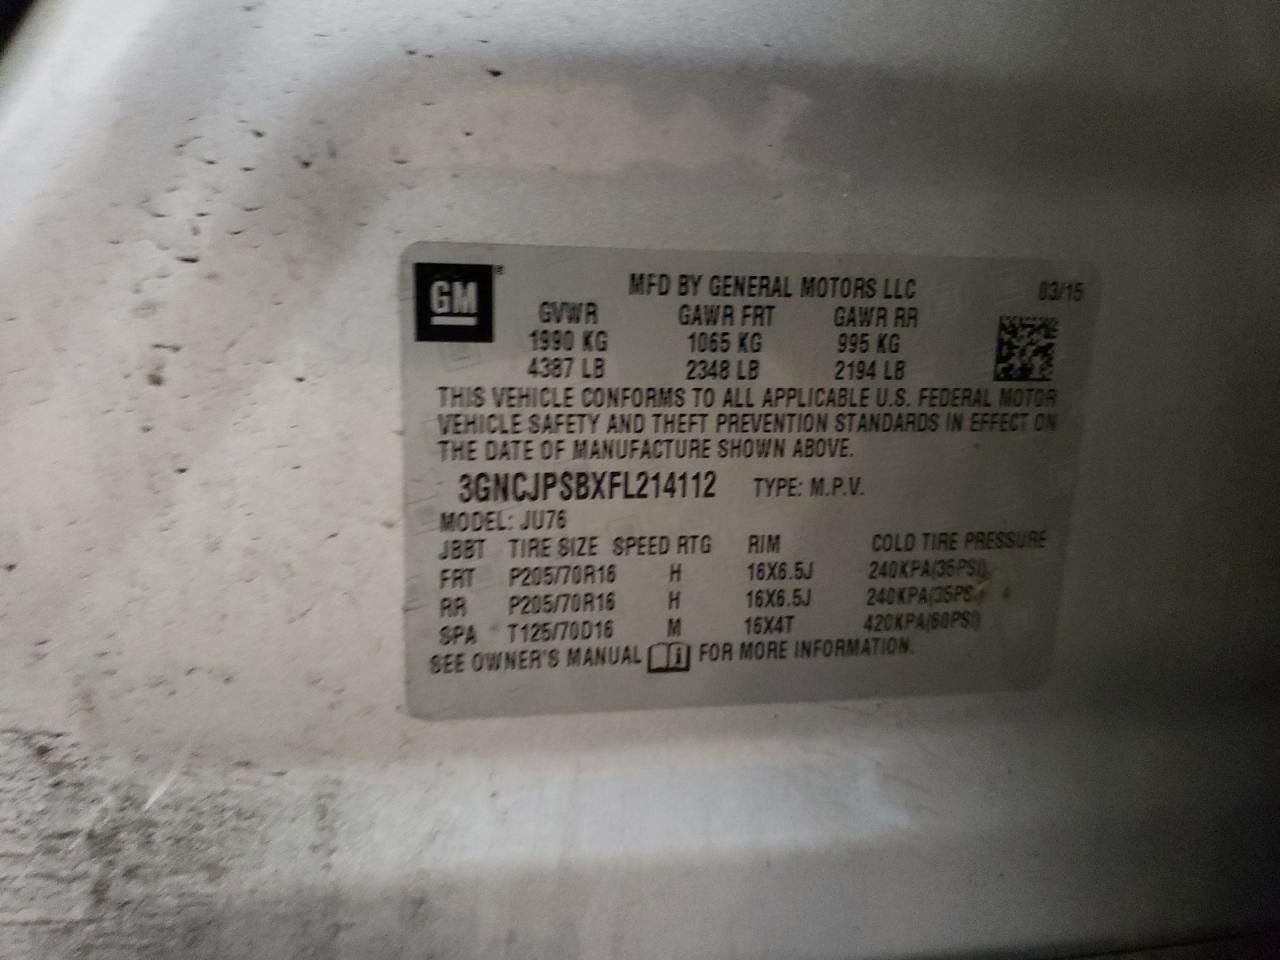 GM
MFD BY GENERAL MOTORS LLC 03/15
GVWR GAWR FRT GAWR RR
1990 KG 1065 KG 995 KG
4387 LB 2348 LB 2194 LB
THIS VEHICLE CONFORMS TO ALL APPLICABLE U.S. FEDERAL MOTOR
VEHICLE SAFETY AND THEFT PREVENTION STANDARDS IN EFFECT ON
THE DATE OF MANUFACTURE SHOWN ABOVE.
3GNCJPSBXFL214112 TYPE: M.P.V.
MODEL: JU76
JBBT TIRE SIZE SPEED RTG RIM COLD TIRE PRESSURE
FRT P205/70R16 H 16X6.5J 240KPA(35PSI)
RR P205/70R16 H 16X6.5J 240KPA(35PS
SPA T125/70D16 M 16X4T 420KPA(60PSI)
SEE OWNER'S MANUAL FOR MORE INFORMATION.